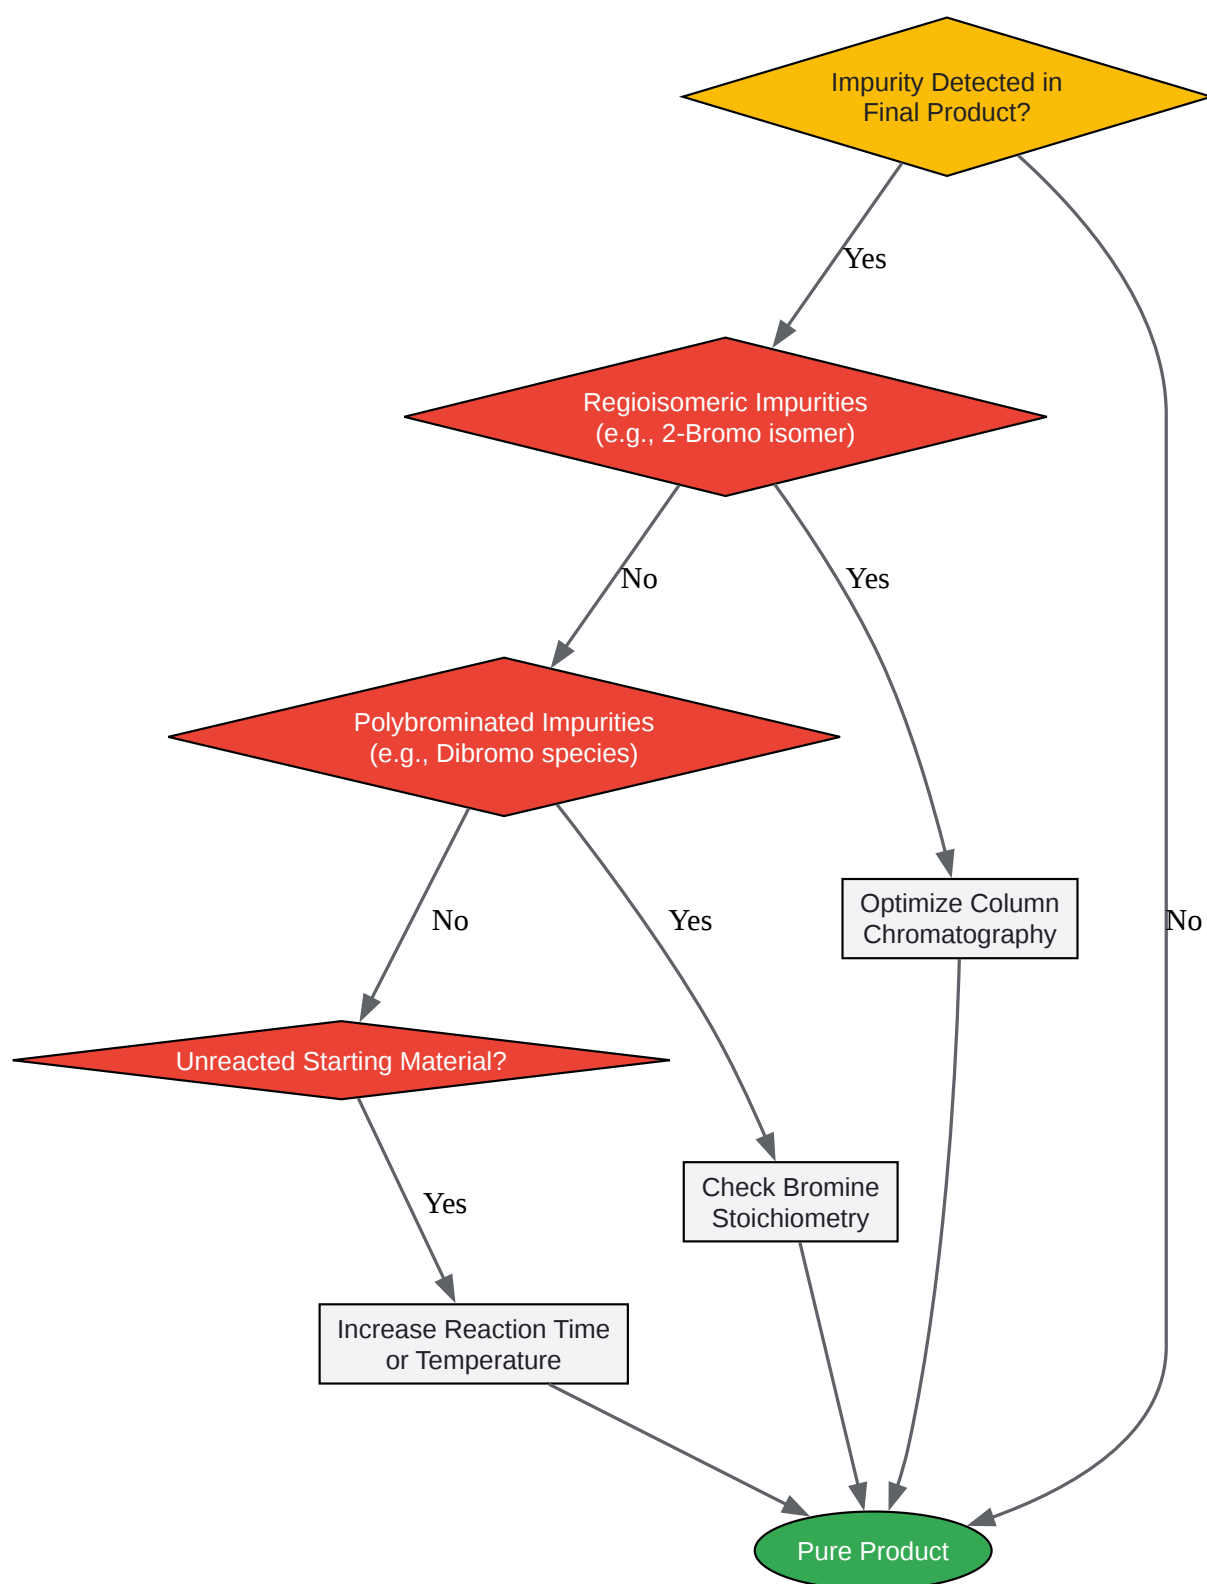 Impurity Detected in
Final Product?
Yes
Regioisomeric Impurities
(e.g., 2-Bromo isomer)
No
Yes
Polybrominated Impurities
(e.g., Dibromo species)
Optimize Column
Chromatography
No
Yes
No
Unreacted Starting Material?
Check Bromine
Stoichiometry
Yes
Increase Reaction Time
or Temperature
Pure Product